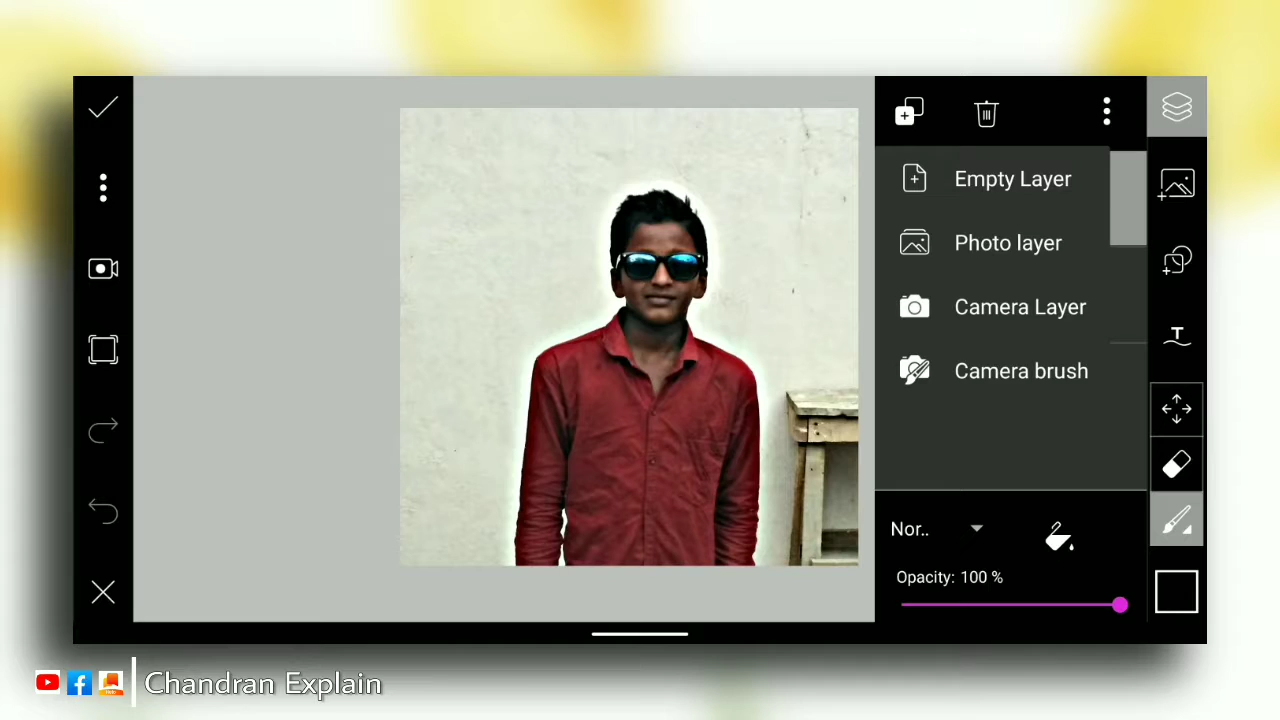 Empty Layer
Photo layer
Camera Layer
Camera brush
Nor..
Opacity: 100 %
T
Chandran Explain